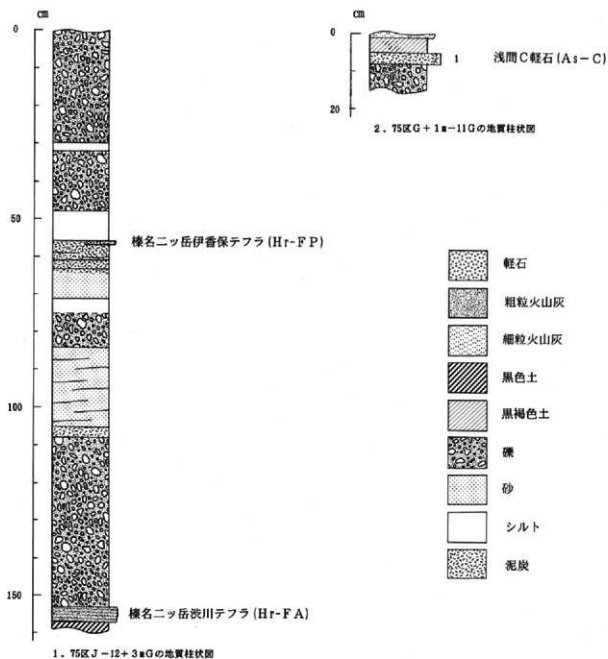 cm
0
50
100
150
榛名二ッ岳伊香保テフラ(Hr-FP)
榛名二ッ岳渋川テフラ(Hr-FA)
1．75区J-12+3mGの地質柱状図
cm
0
20
1 浅間C軽石(As-C)
2．75区G+1m-11Gの地質柱状図
軽石
粗粒火山灰
細粒火山灰
黒色土
黒褐色土
礫
砂
シルト
泥炭